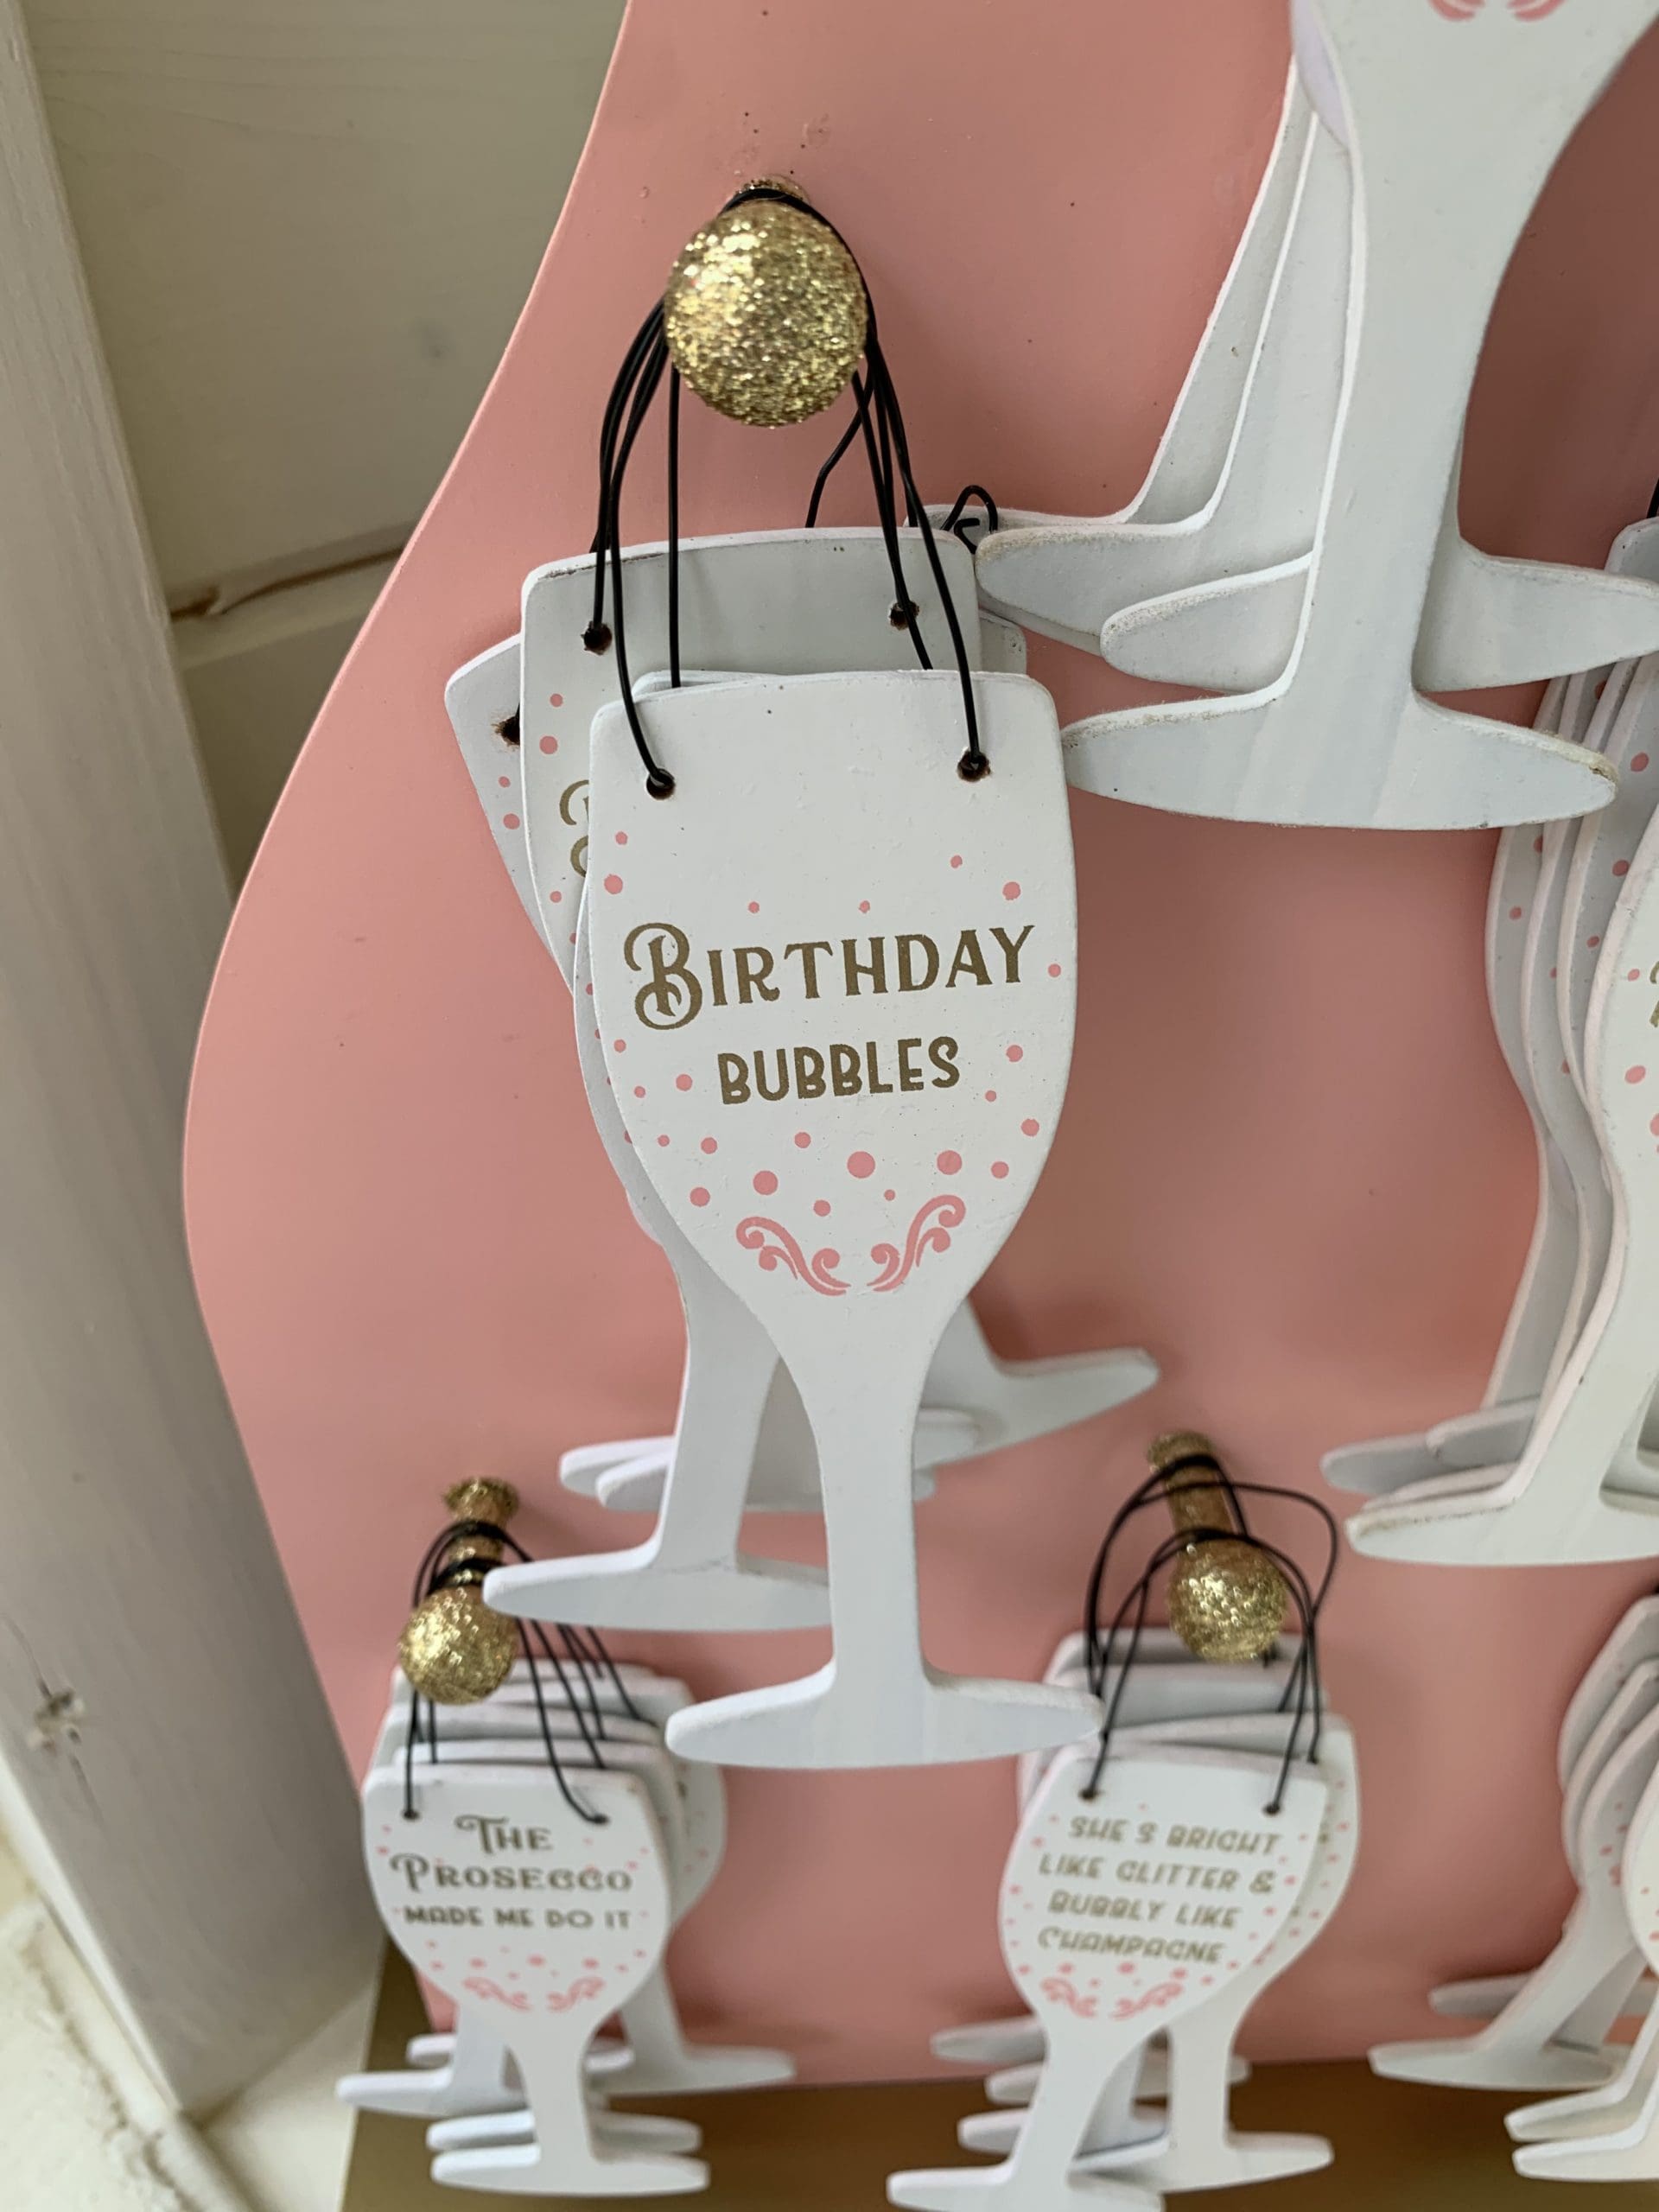 BIRTHDAY
BUBBLES
THE
PROSECCO
MADE ME DO IT
SHE'S BRIGHT
LIKE GLITTER &
BUBBLY LIKE
CHAMPAGNE